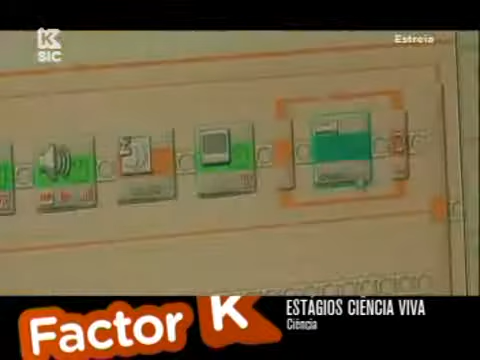 K
SIC
Estreia
Factor K
ESTÁGIOS CIÊNCIA VIVA
Ciência